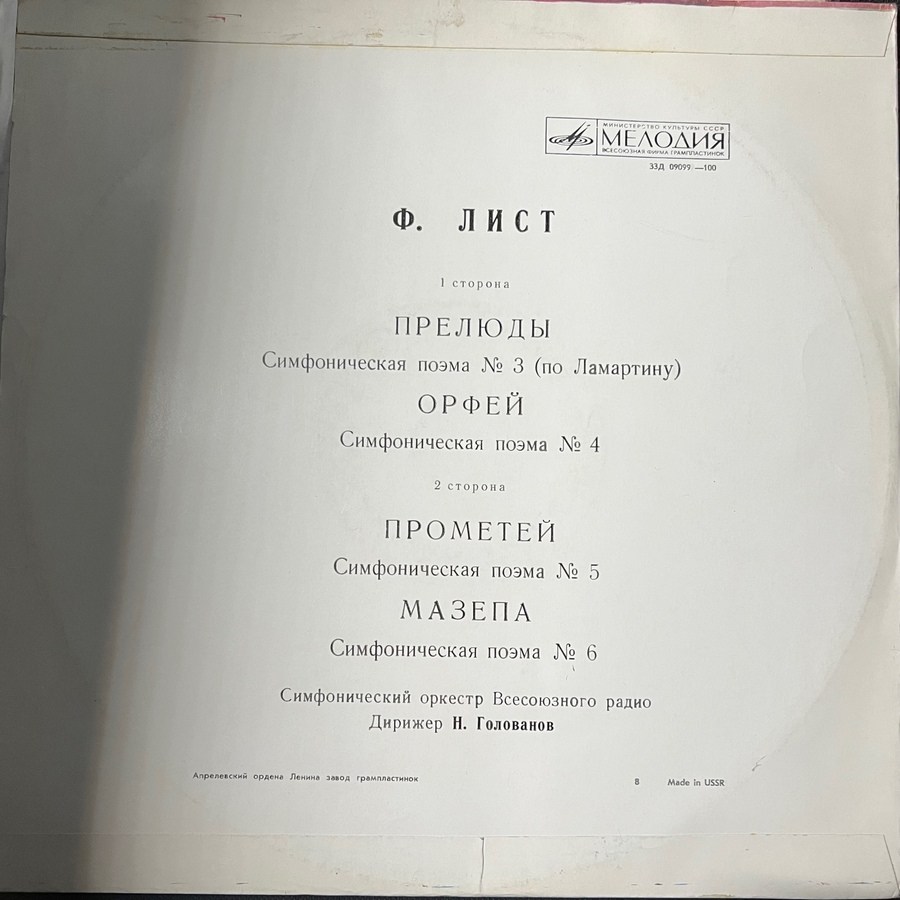 МИНИСТЕРСТВО КУЛЬТУРЫ СССР
МЕЛОДИЯ
ВСЕСОЮЗНАЯ ФИРМА ГРАМПЛАСТИНОК
33Д 09099—100
Ф. ЛИСТ
1 сторона
ПРЕЛЮДЫ
Симфоническая поэма № 3 (по Ламартину)
ОРФЕЙ
Симфоническая поэма № 4
2 сторона
ПРОМЕТЕЙ
Симфоническая поэма № 5
МАЗЕПА
Симфоническая поэма № 6
Симфонический оркестр Всесоюзного радио
Дирижер Н. Голованов
Апрелевский ордена Ленина завод грампластинок 8 Made in USSR